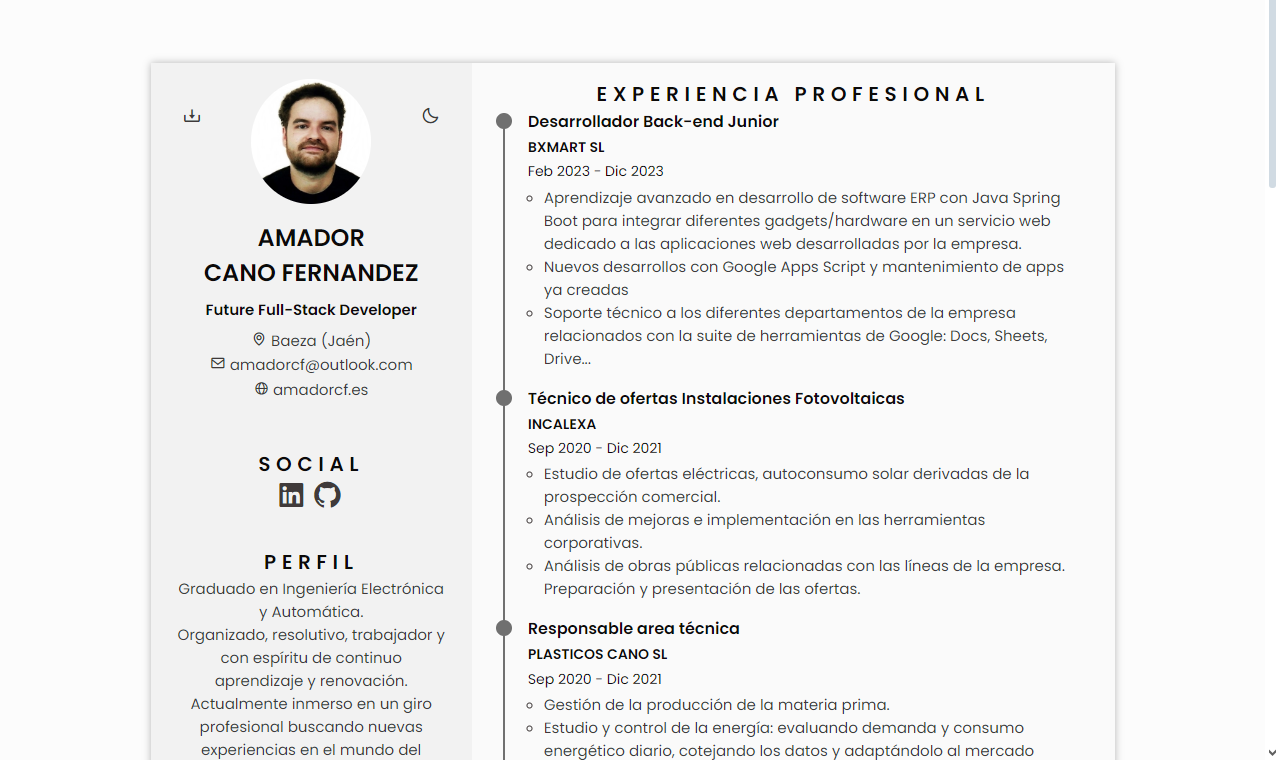 AMADOR
CANO FERNANDEZ
Future Full-Stack Developer
Baeza (Jaén)
amadorcf@outlook.com
amadorcf.es
SOCIAL
in
PERFIL
Graduado en Ingeniería Electrónica
y Automática.
Organizado, resolutivo, trabajador y
con espíritu de continuo
aprendizaje y renovación.
Actualmente inmerso en un giro
profesional buscando nuevas
experiencias en el mundo del
EXPERIENCIA PROFESIONAL
Desarrollador Back-end Junior
BXMART SL
Feb 2023 - Dic 2023
Aprendizaje avanzado en desarrollo de software ERP con Java Spring
Boot para integrar diferentes gadgets/hardware en un servicio web
dedicado a las aplicaciones web desarrolladas por la empresa.
Nuevos desarrollos con Google Apps Script y mantenimiento de apps
ya creadas
Soporte técnico a los diferentes departamentos de la empresa
relacionados con la suite de herramientas de Google: Docs, Sheets,
Drive...
Técnico de ofertas Instalaciones Fotovoltaicas
INCALEXA
Sep 2020 - Dic 2021
Estudio de ofertas eléctricas, autoconsumo solar derivadas de la
prospección comercial.
Análisis de mejoras e implementación en las herramientas
corporativas.
Análisis de obras públicas relacionadas con las líneas de la empresa.
Preparación y presentación de las ofertas.
Responsable area técnica
PLASTICOS CANO SL
Sep 2020 - Dic 2021
Gestión de la producción de la materia prima.
Estudio y control de la energía: evaluando demanda y consumo
energético diario, cotejando los datos y adaptándolo al mercado